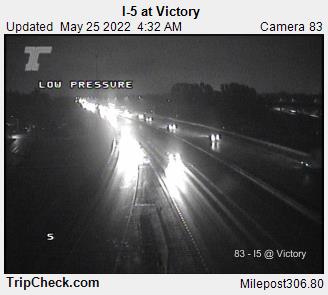 I-5 at Victory
Updated May 25 2022 4:32 AM Camera 83
LOW PRESSURE
S
83 - I5 @ Victory
TripCheck.com Milepost306.80